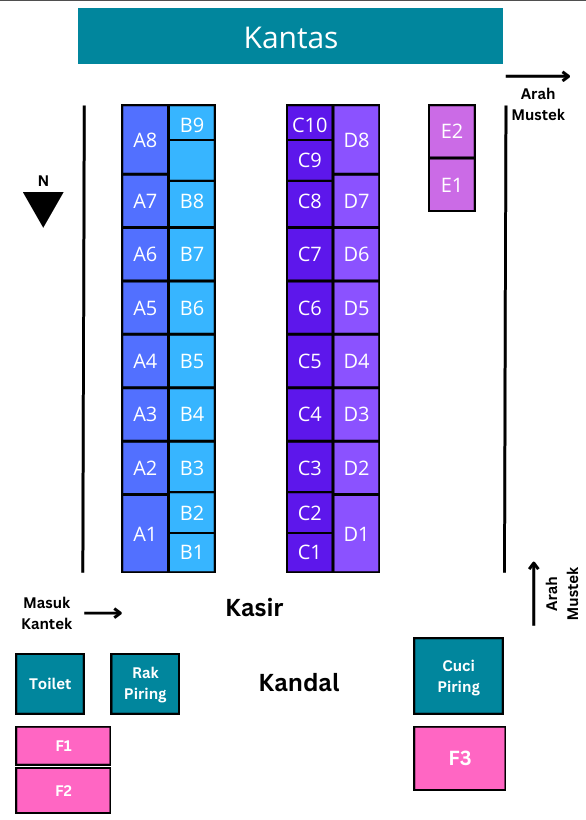 Kantas
Arah
Mustek
N
A8
B9
A7
B8
A6
B7
A5
B6
A4
B5
A3
B4
A2
B3
A1
B2
B1
C10
D8
C9
C8
D7
C7
D6
C6
D5
C5
D4
C4
D3
C3
D2
C2
D1
C1
E2
E1
Masuk
Kantek
Kasir
Arah
Mustek
Toilet
Rak
Piring
Kandal
Cuci
Piring
F1
F2
F3